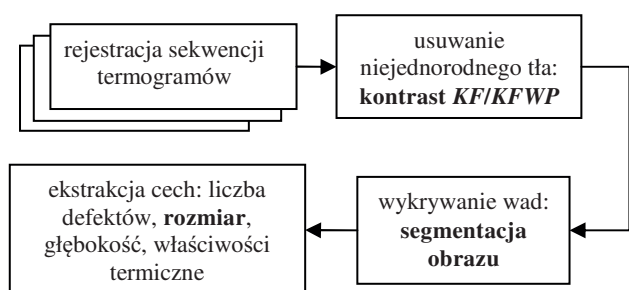 rejestracja sekwencji
termogramów
usuwanie
niejednorodnego tła:
kontrast KF/KFWP
wykrywanie wad:
segmentacja
obrazu
ekstrakcja cech: liczba
defektów, rozmiar,
głębokość, właściwości
termiczne